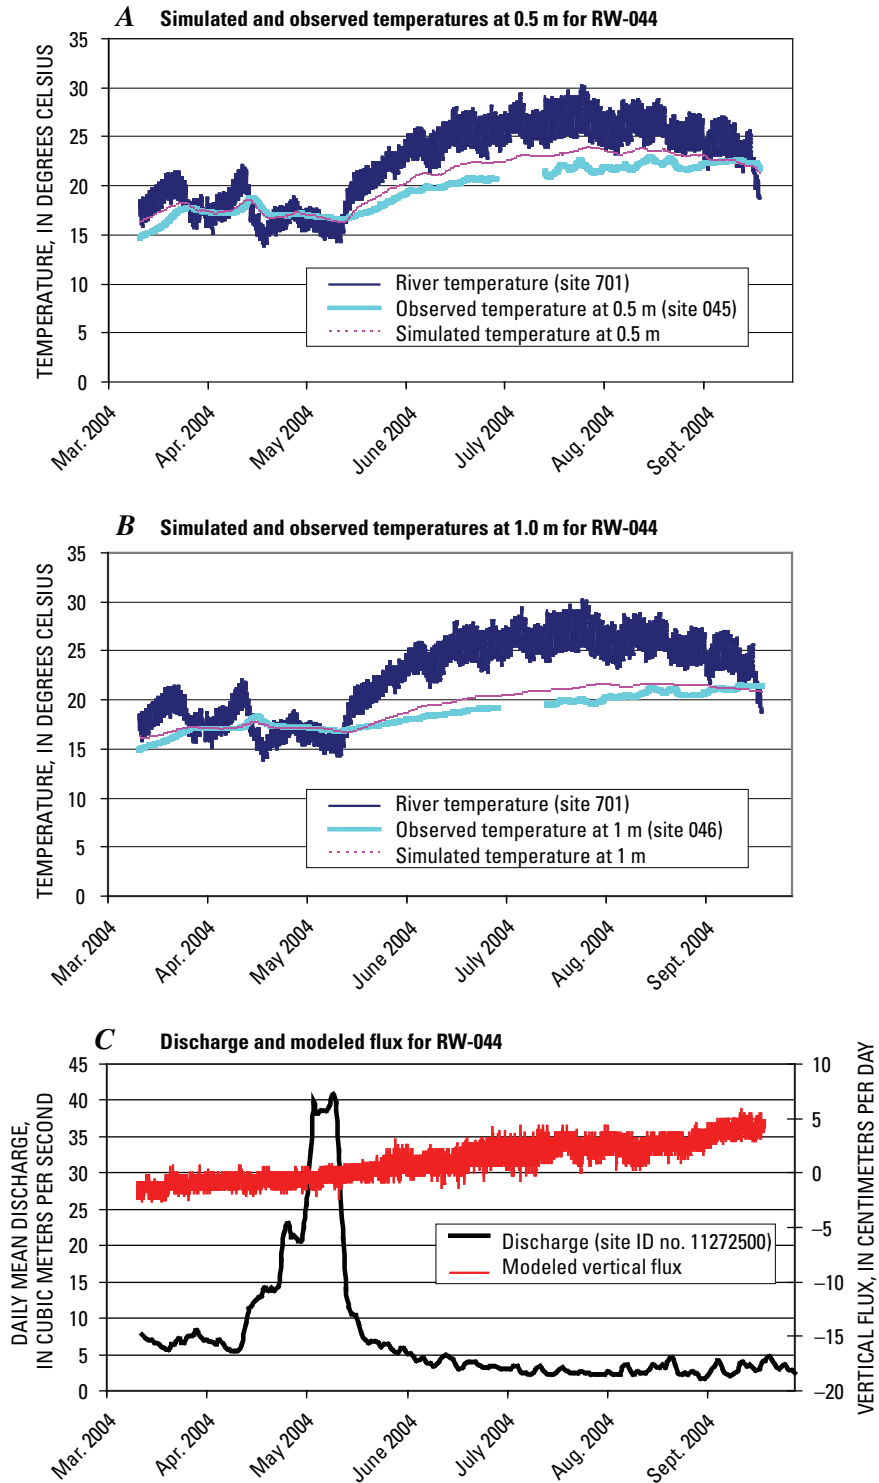 A Simulated and observed temperatures at 0.5 m for RW-044
TEMPERATURE, IN DEGREES CELSIUS
35
30
25
20
15
10
5
0
River temperature (site 701)
Observed temperature at 0.5 m (site 045)
Simulated temperature at 0.5 m
Mar. 2004
Apr. 2004
May 2004
June 2004
July 2004
Aug. 2004
Sept. 2004
B Simulated and observed temperatures at 1.0 m for RW-044
TEMPERATURE, IN DEGREES CELSIUS
35
30
25
20
15
10
5
0
River temperature (site 701)
Observed temperature at 1 m (site 046)
Simulated temperature at 1 m
Mar. 2004
Apr. 2004
May 2004
June 2004
July 2004
Aug. 2004
Sept. 2004
C Discharge and modeled flux for RW-044
DAILY MEAN DISCHARGE,
IN CUBIC METERS PER SECOND
45
40
35
30
25
20
15
10
5
0
Discharge (site ID no. 11272500)
Modeled vertical flux
10
5
0
–5
–10
–15
–20
VERTICAL FLUX, IN CENTIMETERS PER DAY
Mar. 2004
Apr. 2004
May 2004
June 2004
July 2004
Aug. 2004
Sept. 2004